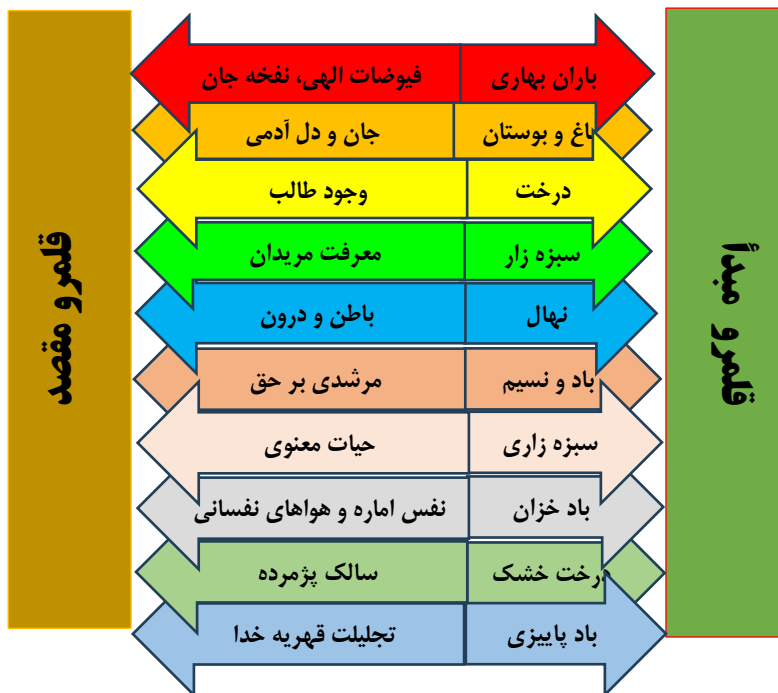 قلمرو مبدأ
باران بهاری فیوضات الهی، نفخه جان
باغ و بوستان جان و دل آدمی
درخت وجود طالب
سبزه زار معرفت مریدان
نهال باطن و درون
باد و نسیم مرشدی بر حق
سبزه زاری حیات معنوی
باد خزان نفس اماره و هواهای نفسانی
درخت خشک سالک پژمرده
باد پاییزی تجلیلت قهریه خدا
قلمرو مقصد